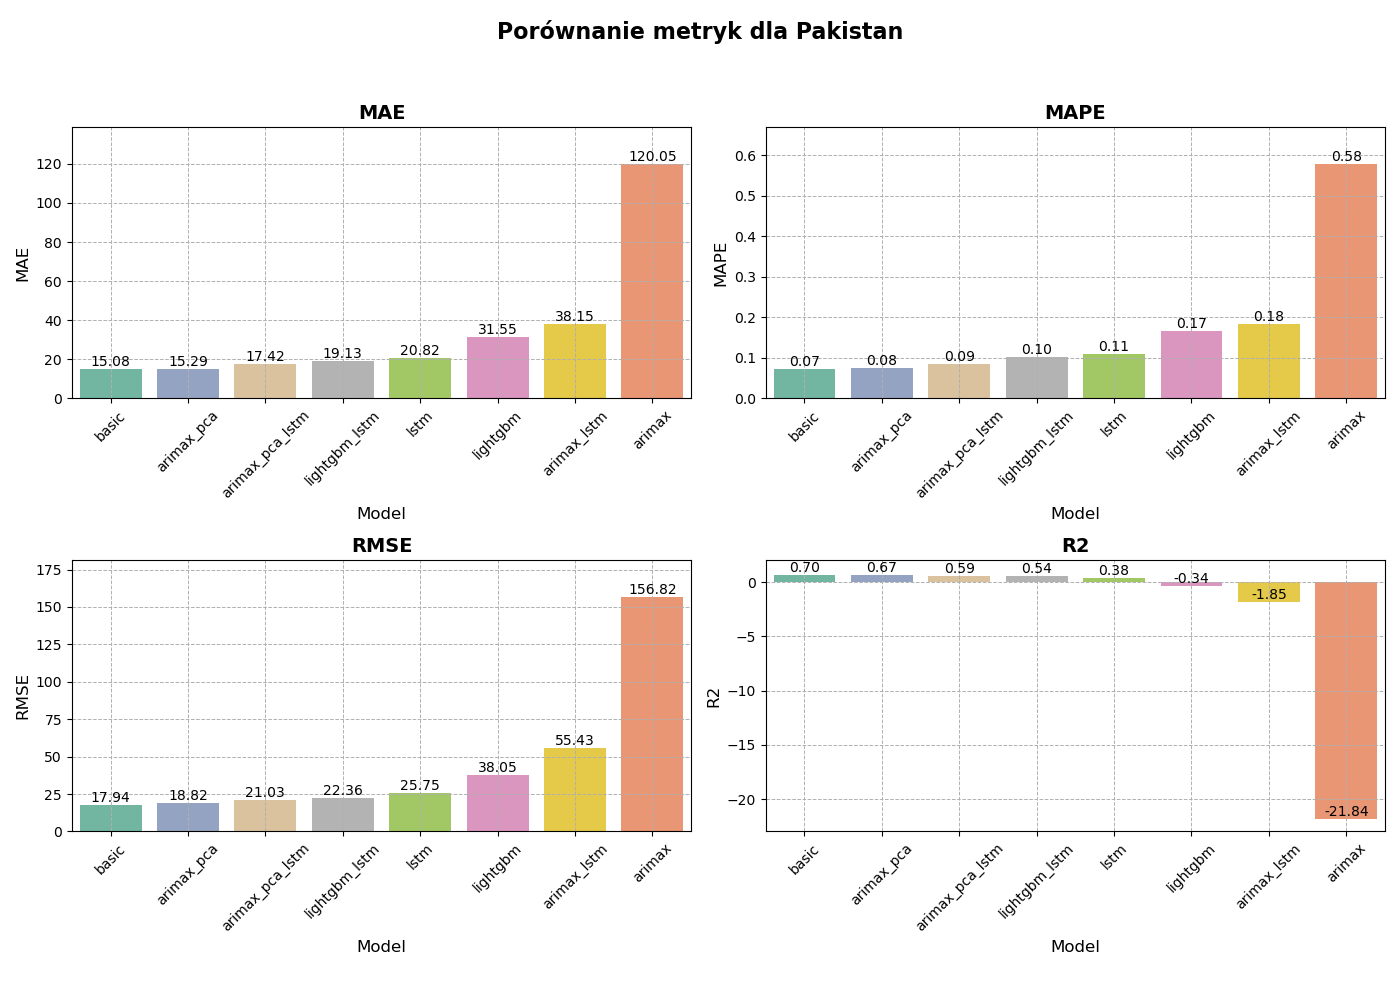 Porównanie metryk dla Pakistan
MAE
MAE
120
100
80
60
40
20
0
15.08
15.29
17.42
19.13
20.82
31.55
38.15
120.05
basic
arimax_pca
arimax_pca_lstm
lightgbm_lstm
lstm
lightgbm
arimax_lstm
arimax
Model
MAPE
MAPE
0.6
0.5
0.4
0.3
0.2
0.1
0.0
0.07
0.08
0.09
0.10
0.11
0.17
0.18
0.58
basic
arimax_pca
arimax_pca_lstm
lightgbm_lstm
lstm
lightgbm
arimax_lstm
arimax
Model
RMSE
RMSE
175
150
125
100
75
50
25
0
17.94
18.82
21.03
22.36
25.75
38.05
55.43
156.82
basic
arimax_pca
arimax_pca_lstm
lightgbm_lstm
lstm
lightgbm
arimax_lstm
arimax
Model
R2
R2
0
−5
−10
−15
−20
0.70
0.67
0.59
0.54
0.38
-0.34
-1.85
-21.84
basic
arimax_pca
arimax_pca_lstm
lightgbm_lstm
lstm
lightgbm
arimax_lstm
arimax
Model